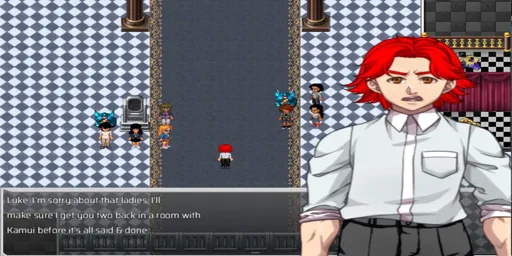 Luke: I'm sorry about that ladies, I'll
make sure I get you two back in a room with
Kamui before it's all said & done.